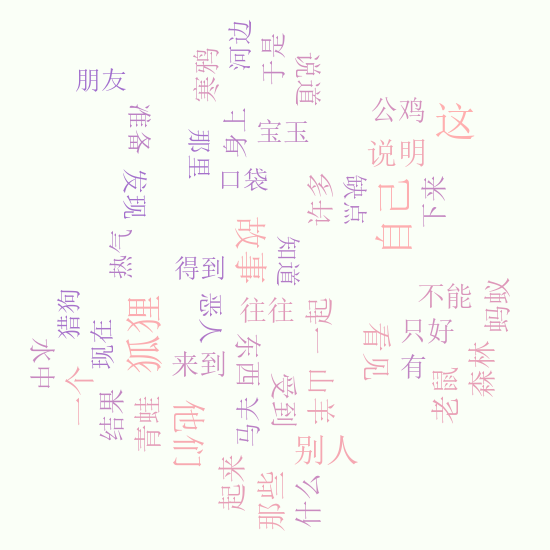 河边
于是
寒鸦
说道
朋友
公鸡
准备
这
上
身
宝玉
那里
说明
口袋
发现
许多
缺点
自己
下来
故事
生气
知道
得到
不能
蚂蚁
猎狗
恶人
往往
一起
狐狸
现在
只好
水中
东西
看见
来到
有
森林
一个
受到
山羊
老鼠
结果
青蛙
马夫
他们
别人
起来
那些
什么